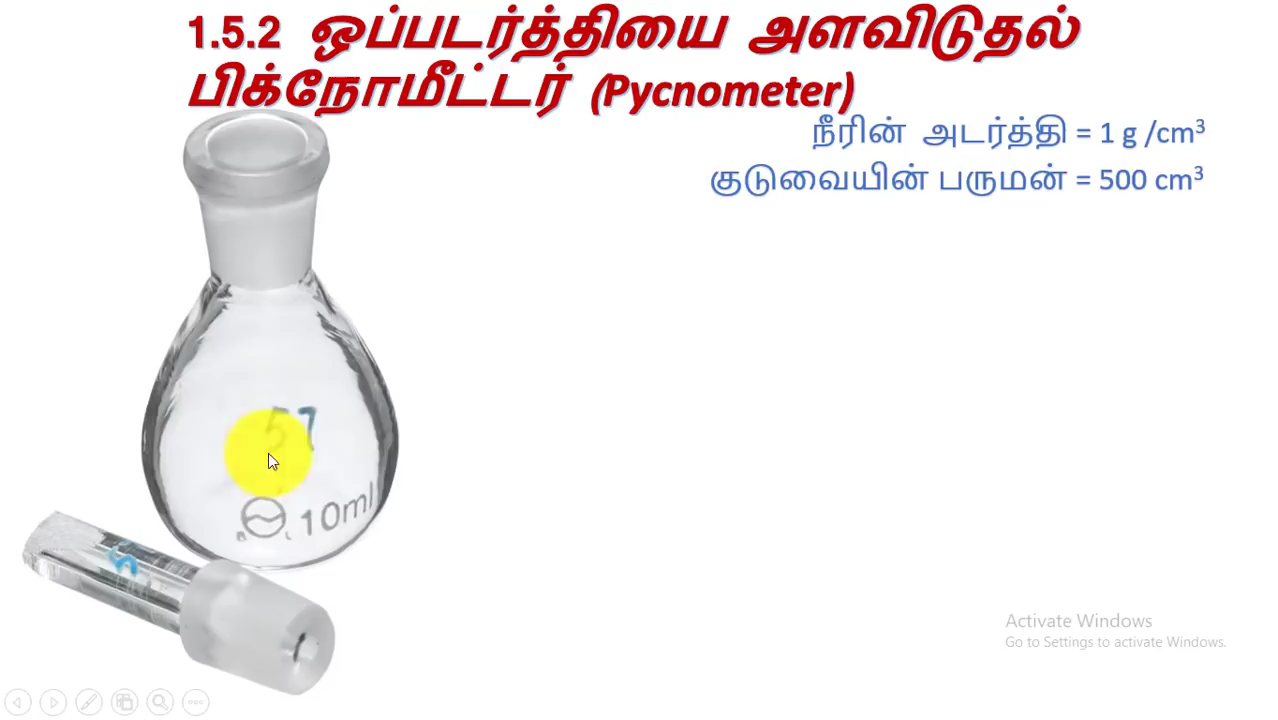 1.5.2 ஒப்படர்த்தியை அளவிடுதல்
பிக்நோமீட்டர் (Pycnometer)
நீரின் அடர்த்தி = 1 g /cm³
குடுவையின் பருமன் = 500 cm³
57
10ml
Activate Windows
Go to Settings to activate Windows.